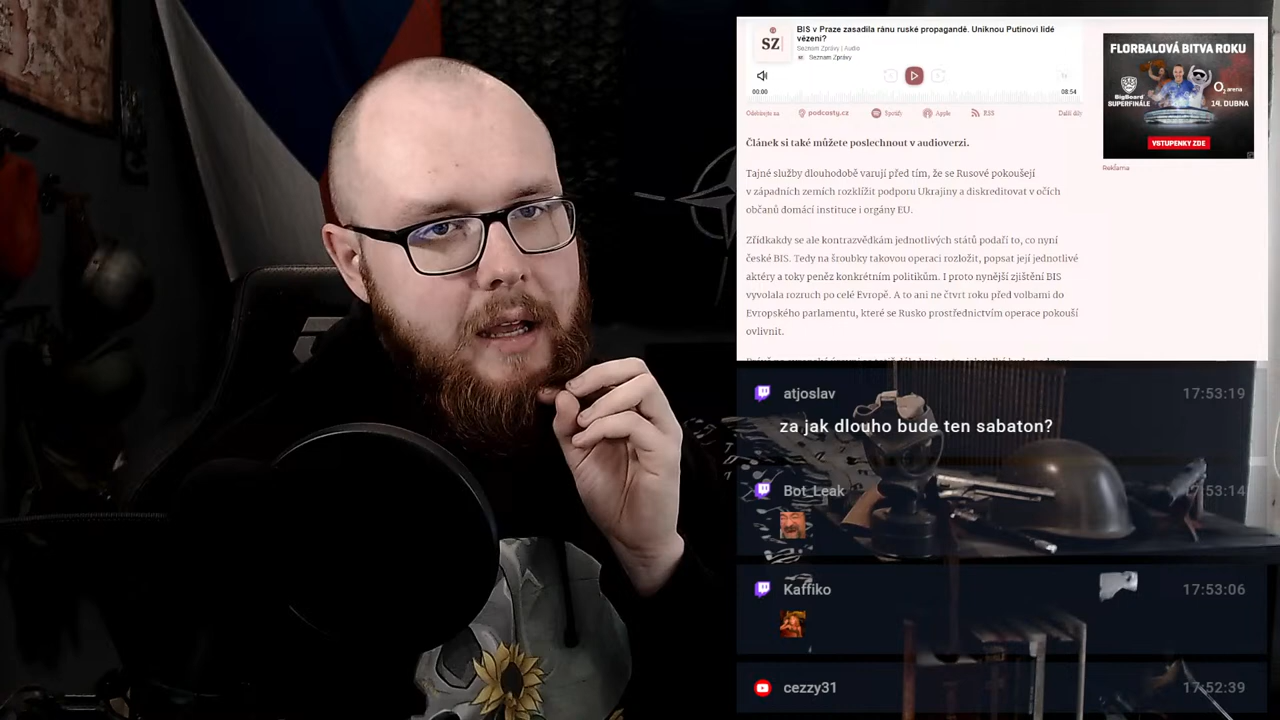 BIS v Praze zasadila ránu ruské propagandě. Uniknou Putinovi lidé
vězení?
SZ
Seznam Zprávy | Audio
Seznam Zprávy
00:00
08:54
Odebírejte na
podcasty.cz
Spotify
Apple
RSS
Další díly
Článek si také můžete poslechnout v audioverzi.
Tajné služby dlouhodobě varují před tím, že se Rusové pokoušejí
v západních zemích rozklížit podporu Ukrajiny a diskreditovat v očích
občanů domácí instituce i orgány EU.
Zřídkakdy se ale kontrazvědkám jednotlivých států podaří to, co nyní
české BIS. Tedy na šroubky takovou operaci rozložit, popsat její jednotlivé
aktéry a toky peněz konkrétním politikům. I proto nynější zjištění BIS
vyvolala rozruch po celé Evropě. A to ani ne čtvrt roku před volbami do
Evropského parlamentu, které se Rusko prostřednictvím operace pokouší
ovlivnit.
FLORBALOVÁ BITVA ROKU
BigBoard
SUPERFINÁLE
O2 arena
14. DUBNA
VSTUPENKY ZDE
Reklama
atjoslav
17:53:19
za jak dlouho bude ten sabaton?
Bot_Leak
17:53:14
Kaffiko
17:53:06
cezzy31
17:52:39